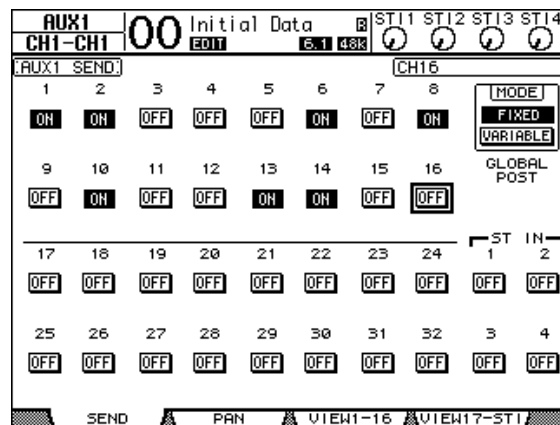 AUX1 00 Initial Data R STI1 STI2 STI3 STI4
CH1-CH1 EDIT 6.1 48K
AUX1 SEND CH16
1 2 3 4 5 6 7 8 MODE
ON ON OFF OFF OFF ON OFF ON FIXED
VARIABLE
9 10 11 12 13 14 15 16 GLOBAL
POST
OFF ON OFF OFF ON ON OFF OFF
ST IN
17 18 19 20 21 22 23 24 1 2
OFF OFF OFF OFF OFF OFF OFF OFF OFF OFF
25 26 27 28 29 30 31 32 3 4
OFF OFF OFF OFF OFF OFF OFF OFF OFF OFF
SEND PAN VIEW1-16 VIEW17-STI